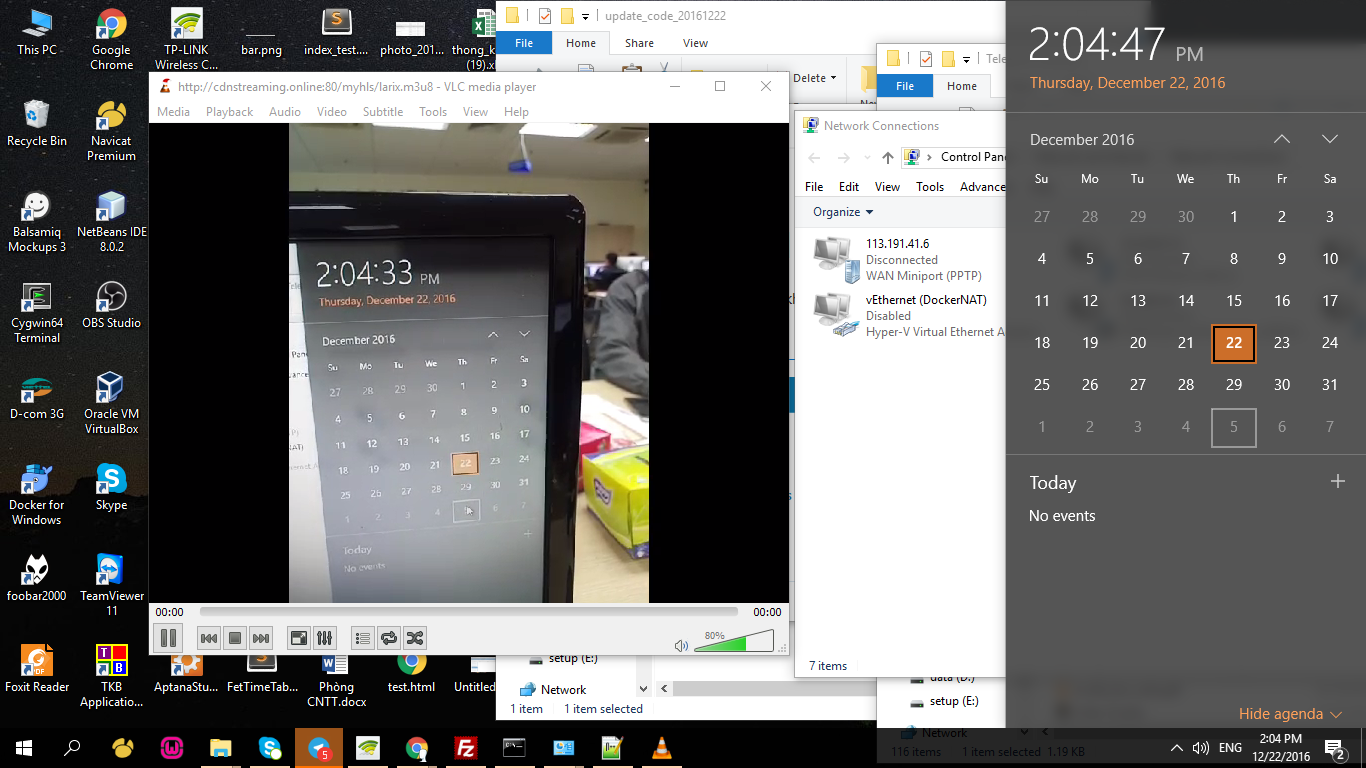 This PC
Google Chrome
TP-LINK Wireless C...
bar.png
index_test....
photo_201...
thong_k (19).x
Recycle Bin
Navicat Premium
Balsamiq Mockups 3
NetBeans IDE 8.0.2
Cygwin64 Terminal
OBS Studio
D-com 3G
Oracle VM VirtualBox
Docker for Windows
Skype
foobar2000
TeamViewer 11
Foxit Reader
TKB Applicatio...
AptanaStu...
FetTimeTab...
Phòng CNTT.docx
test.html
Untitled
update_code_20161222
File Home Share View
Delete
setup (E:)
Network
1 item 1 item selected
http://cdnstreaming.online:80/myhls/larix.m3u8 - VLC media player
Media Playback Audio Video Subtitle Tools View Help
2:04:33 PM
Thursday, December 22, 2016
December 2016
Su Mo Tu We Th Fr Sa
27 28 29 30 1 2 3
4 5 6 7 8 9 10
11 12 13 14 15 16 17
18 19 20 21 22 23 24
25 26 27 28 29 30 31
1 2 3 4 5 6 7
Today
No events
00:00 00:00
80%
Tele
File Home
Network Connections
Control Pane
File Edit View Tools Advance
Organize
113.191.41.6
Disconnected
WAN Miniport (PPTP)
vEthernet (DockerNAT)
Disabled
Hyper-V Virtual Ethernet A
7 items
data (D:)
setup (E:)
Network
116 items 1 item selected 1.19 KB
2:04:47 PM
Thursday, December 22, 2016
December 2016
Su Mo Tu We Th Fr Sa
27 28 29 30 1 2 3
4 5 6 7 8 9 10
11 12 13 14 15 16 17
18 19 20 21 22 23 24
25 26 27 28 29 30 31
1 2 3 4 5 6 7
Today
No events
Hide agenda
5
ENG
2:04 PM
12/22/2016
2